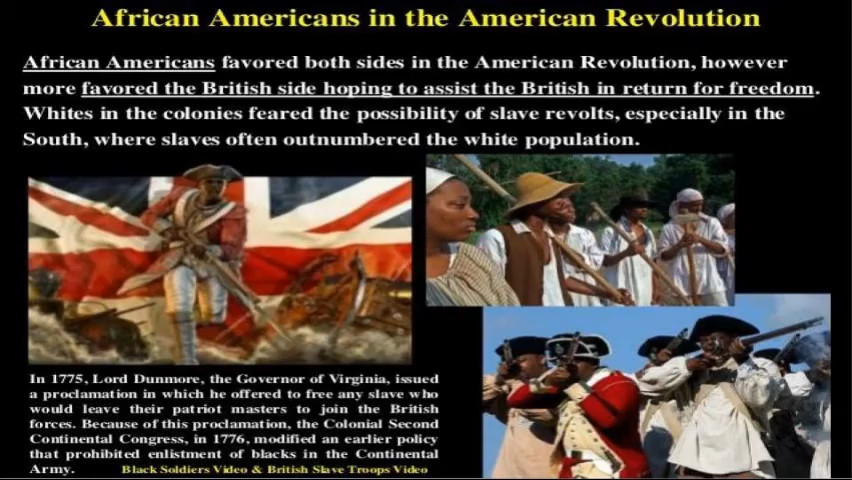 African Americans in the American Revolution
African Americans favored both sides in the American Revolution, however
more favored the British side hoping to assist the British in return for freedom.
Whites in the colonies feared the possibility of slave revolts, especially in the
South, where slaves often outnumbered the white population.
In 1775, Lord Dunmore, the Governor of Virginia, issued
a proclamation in which he offered to free any slave who
would leave their patriot masters to join the British
forces. Because of this proclamation, the Colonial Second
Continental Congress, in 1776, modified an earlier policy
that prohibited enlistment of blacks in the Continental
Army. Black Soldiers Video & British Slave Troops Video